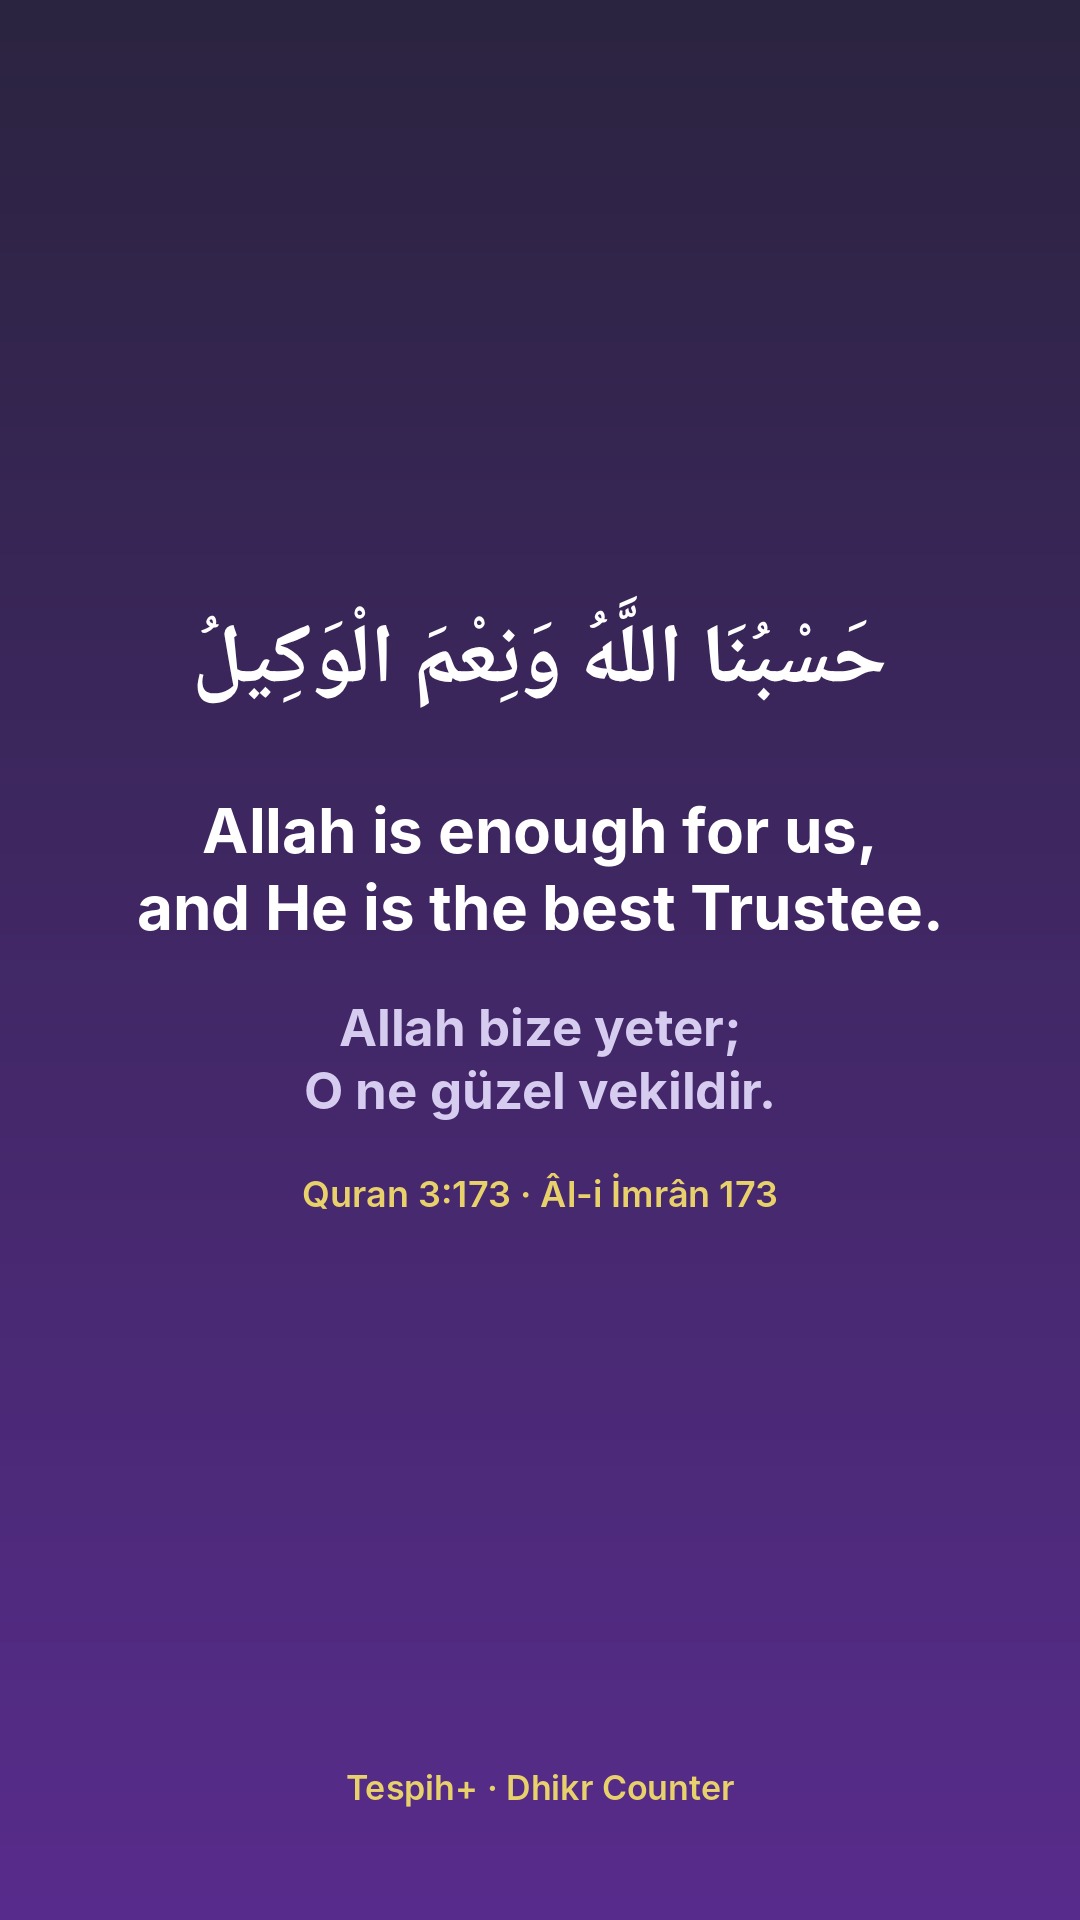 حَسْبُنَا اللَّهُ وَنِعْمَ الْوَكِيلُ
Allah is enough for us,
and He is the best Trustee.
Allah bize yeter;
O ne güzel vekildir.
Quran 3:173 · Âl-i İmrân 173
Tespih+ · Dhikr Counter